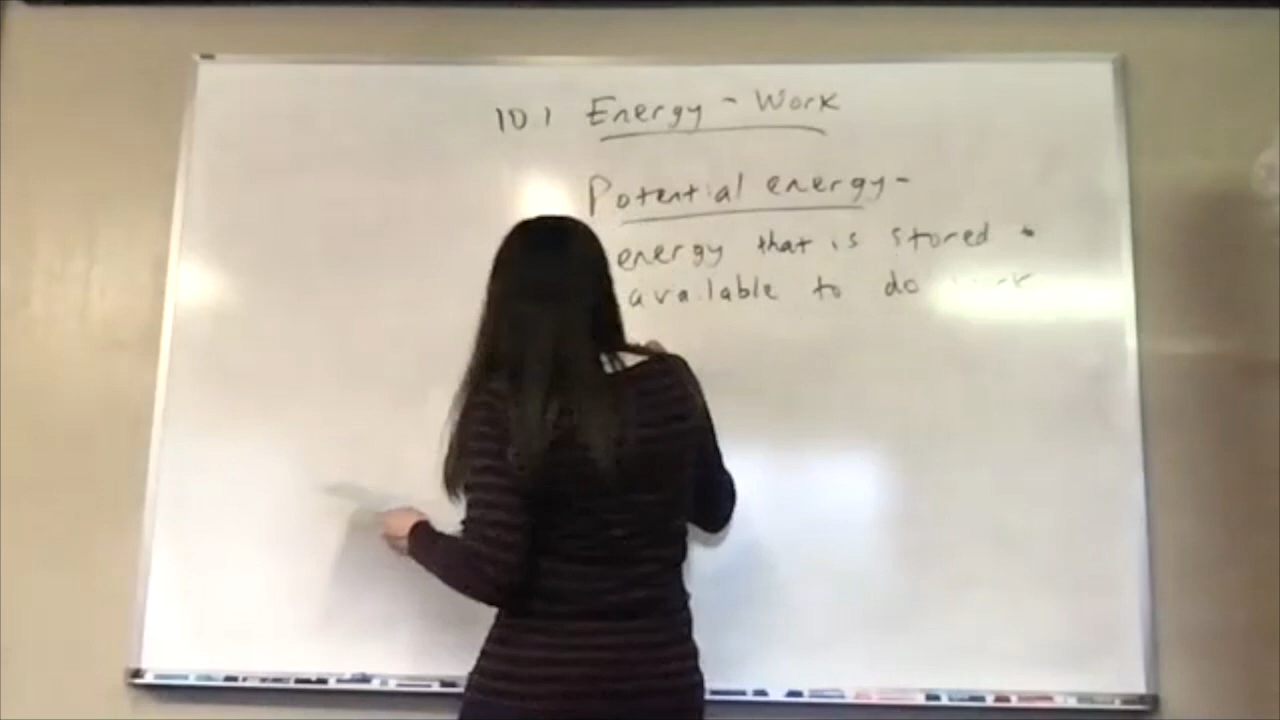 10.1 Energy - Work
Potential energy -
energy that is stored
available to do